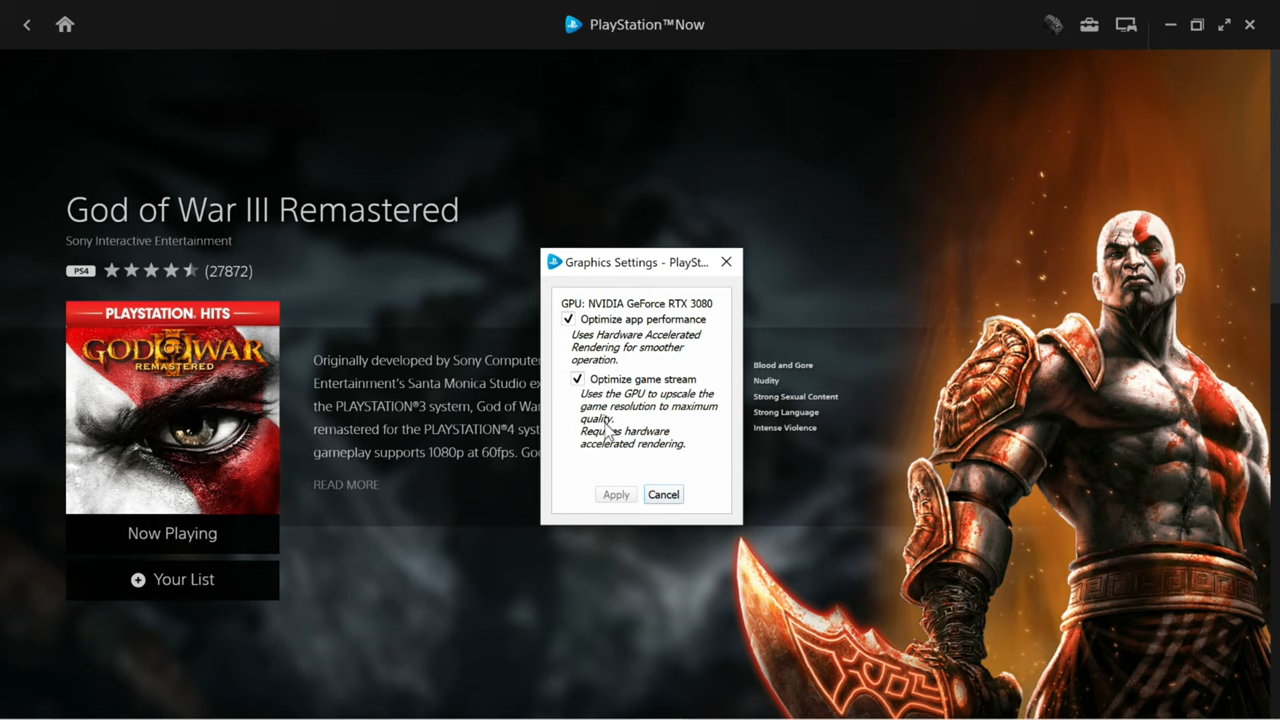 PlayStation™Now
God of War III Remastered
Sony Interactive Entertainment
PS4 (27872)
PLAYSTATION. HITS
GOD OF WAR
III
REMASTERED
Now Playing
Your List
Originally developed by Sony Computer
Entertainment's Santa Monica Studio ex
the PLAYSTATION®3 system, God of Wa
remastered for the PLAYSTATION®4 syst
gameplay supports 1080p at 60fps. Go
READ MORE
Graphics Settings - PlaySt...
GPU: NVIDIA GeForce RTX 3080
Optimize app performance
Uses Hardware Accelerated
Rendering for smoother
operation.
Optimize game stream
Uses the GPU to upscale the
game resolution to maximum
quality.
Requires hardware
accelerated rendering.
Apply Cancel
Blood and Gore
Nudity
Strong Sexual Content
Strong Language
Intense Violence